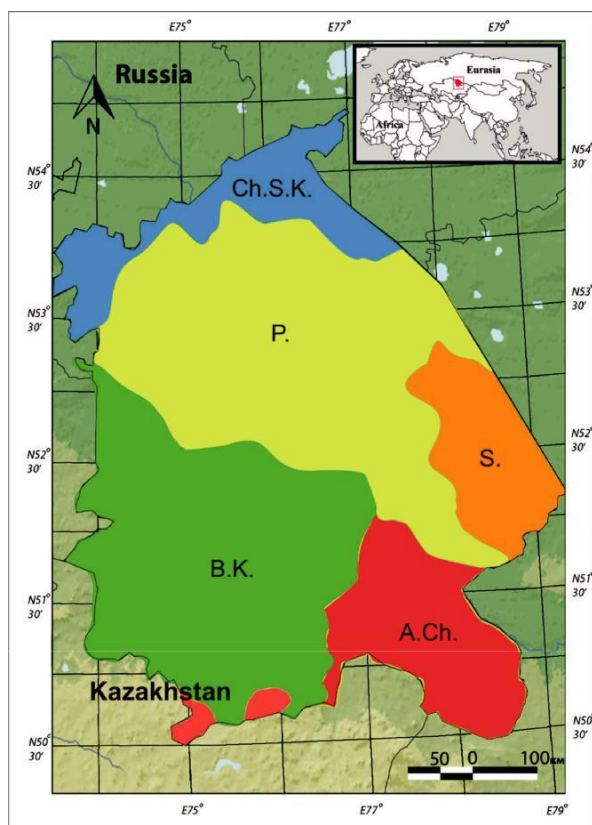 E75° E77° E79°
Russia
N
Eurasia
Africa
N54°
30'
N54°
30'
Ch.S.K.
N53°
30'
N53°
30'
P.
N52°
30'
N52°
30'
S.
N51°
30'
N51°
30'
B.K.
A.Ch.
Kazakhstan
N50°
30'
N50°
30'
50 0 100км
E75° E77° E79°